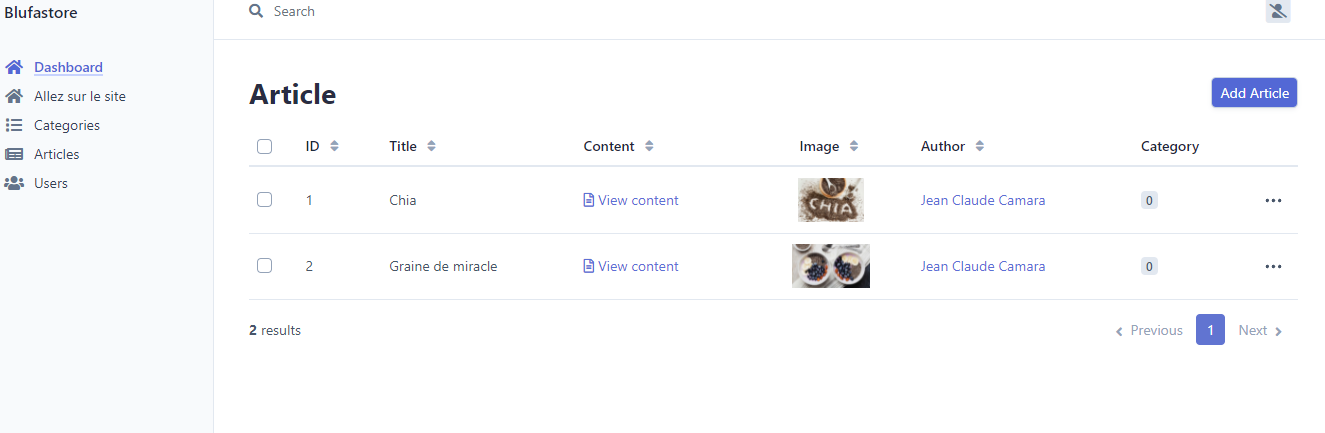 Blufastore
Search
Dashboard
Allez sur le site
Categories
Articles
Users
Article
Add Article
ID Title Content Image Author Category
1 Chia View content CHIA Jean Claude Camara 0 ...
2 Graine de miracle View content Jean Claude Camara 0 ...
2 results
Previous 1 Next